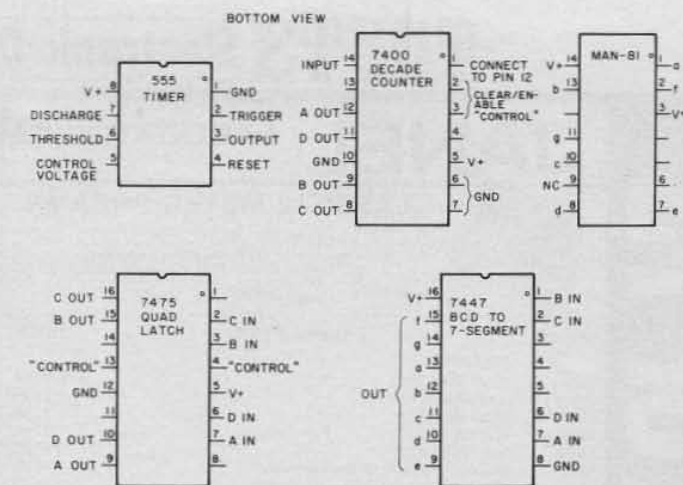 BOTTOM VIEW
555
TIMER
V+ 8
DISCHARGE 7
THRESHOLD 6
CONTROL 5
VOLTAGE
1 GND
2 TRIGGER
3 OUTPUT
4 RESET
7400
DECADE
COUNTER
INPUT 14
13
A OUT 12
D OUT 11
GND 10
B OUT 9
C OUT 8
1 CONNECT
TO PIN 12
2 CLEAR/EN-
ABLE
3 "CONTROL"
4
5 V+
6 GND
7
MAN-81
V+ 14
b 13
g 11
c 10
NC 9
d 8
1 a
2 f
3 V+
6
7 e
7475
QUAD
LATCH
C OUT 16
B OUT 15
14
"CONTROL" 13
GND 12
11
D OUT 10
A OUT 9
1
2 C IN
3 B IN
4 "CONTROL"
5 V+
6 D IN
7 A IN
8
7447
BCD TO
7-SEGMENT
V+ 16
f 15
g 14
a 13
OUT b 12
c 11
d 10
e 9
1 B IN
2 C IN
3
4
5
6 D IN
7 A IN
8 GND